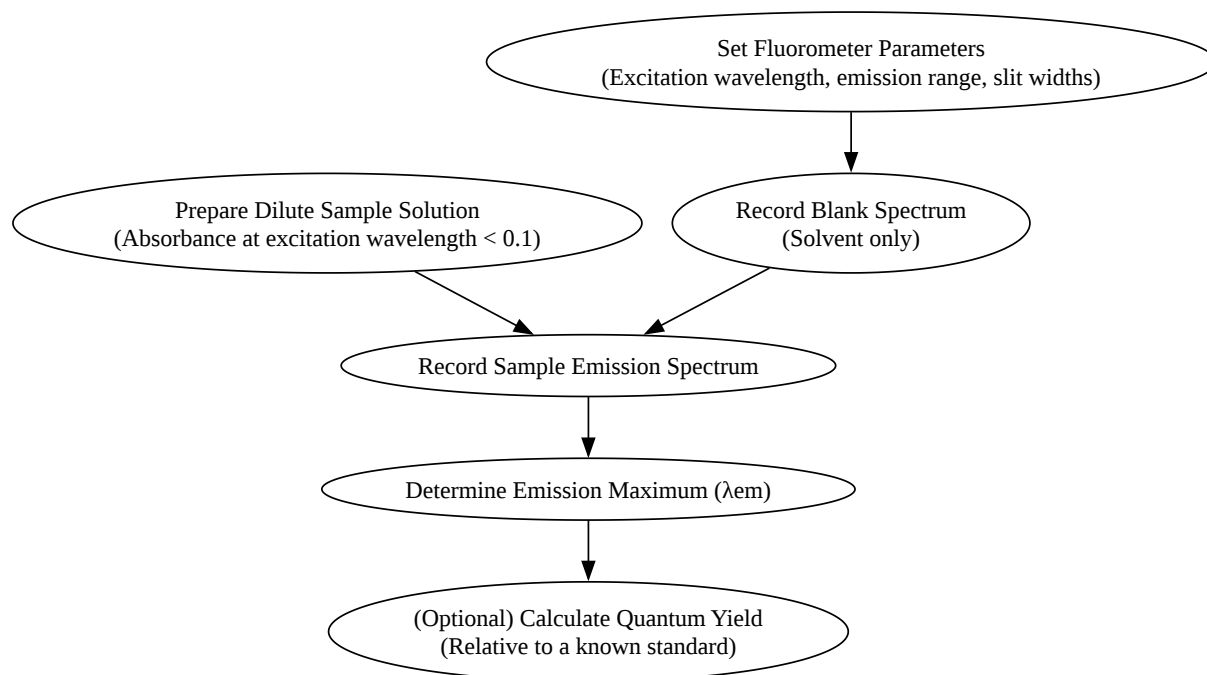 Set Fluorometer Parameters
(Excitation wavelength, emission range, slit widths)
Prepare Dilute Sample Solution
(Absorbance at excitation wavelength < 0.1)
Record Blank Spectrum
(Solvent only)
Record Sample Emission Spectrum
Determine Emission Maximum (λem)
(Optional) Calculate Quantum Yield
(Relative to a known standard)